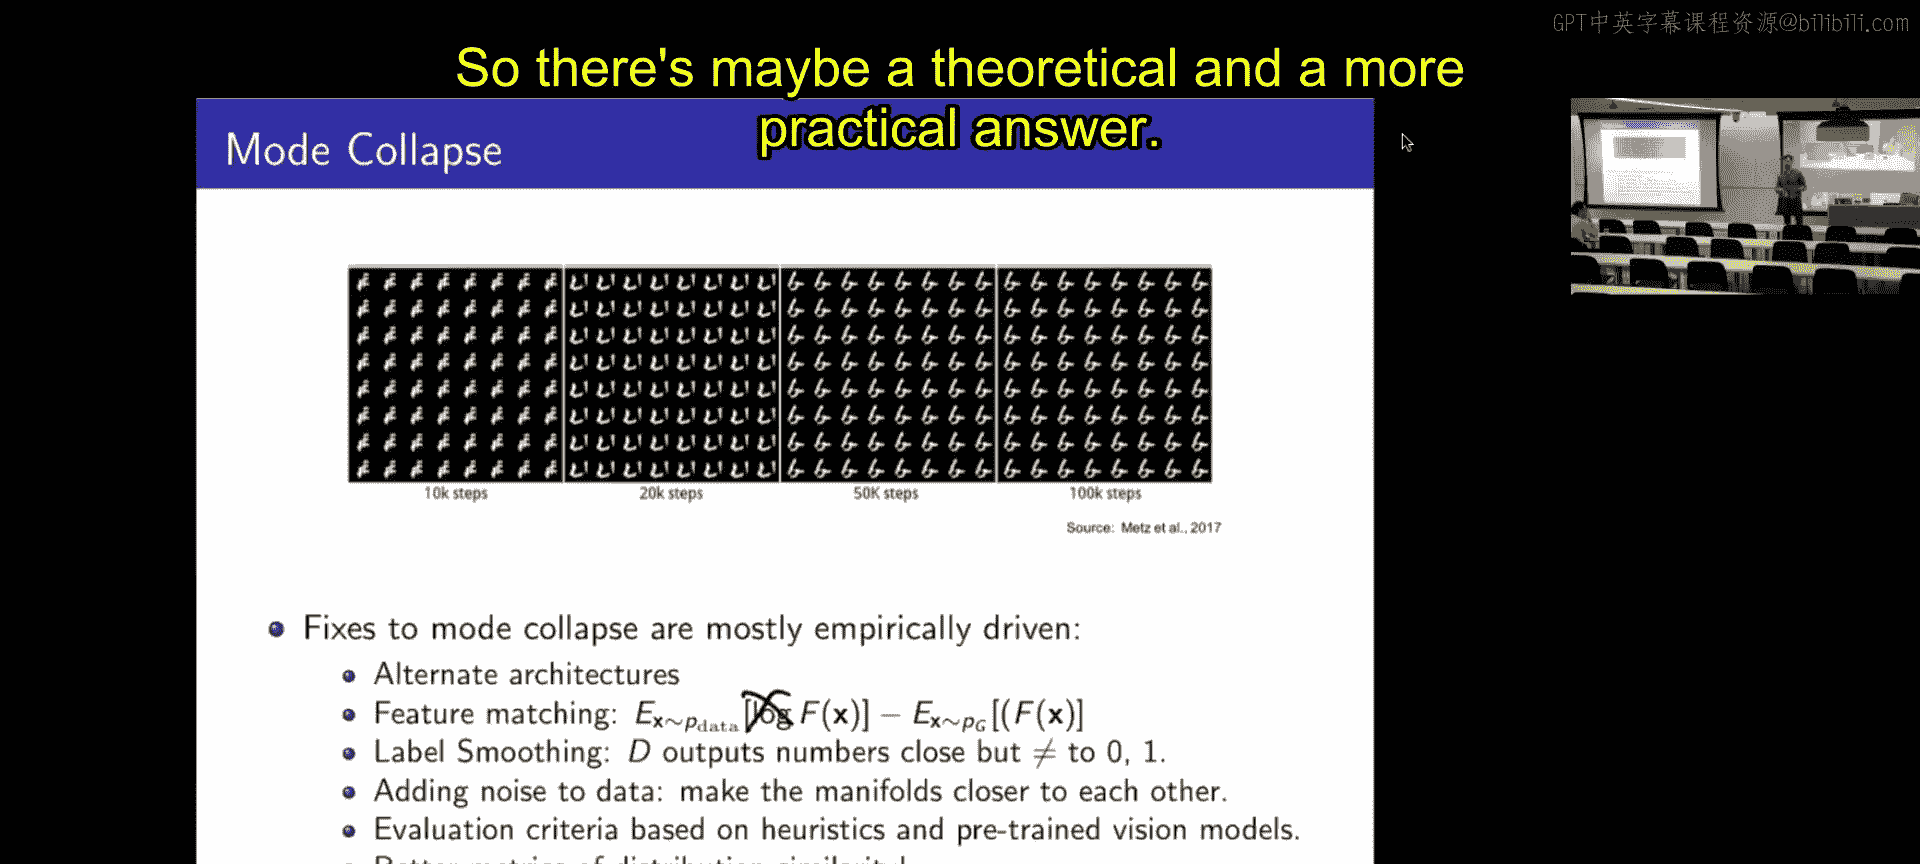 GPT中英字幕课程资源@bilibili.com
So there's maybe a theoretical and a more
practical answer.
Mode Collapse
10k steps 20k steps 50K steps 100k steps
Source: Metz et al., 2017
Fixes to mode collapse are mostly empirically driven:
Alternate architectures
Feature matching: E_{x∼p_data}[log F(x)] − E_{x∼p_G}[(F(x)]
Label Smoothing: D outputs numbers close but ≠ to 0, 1.
Adding noise to data: make the manifolds closer to each other.
Evaluation criteria based on heuristics and pre-trained vision models.